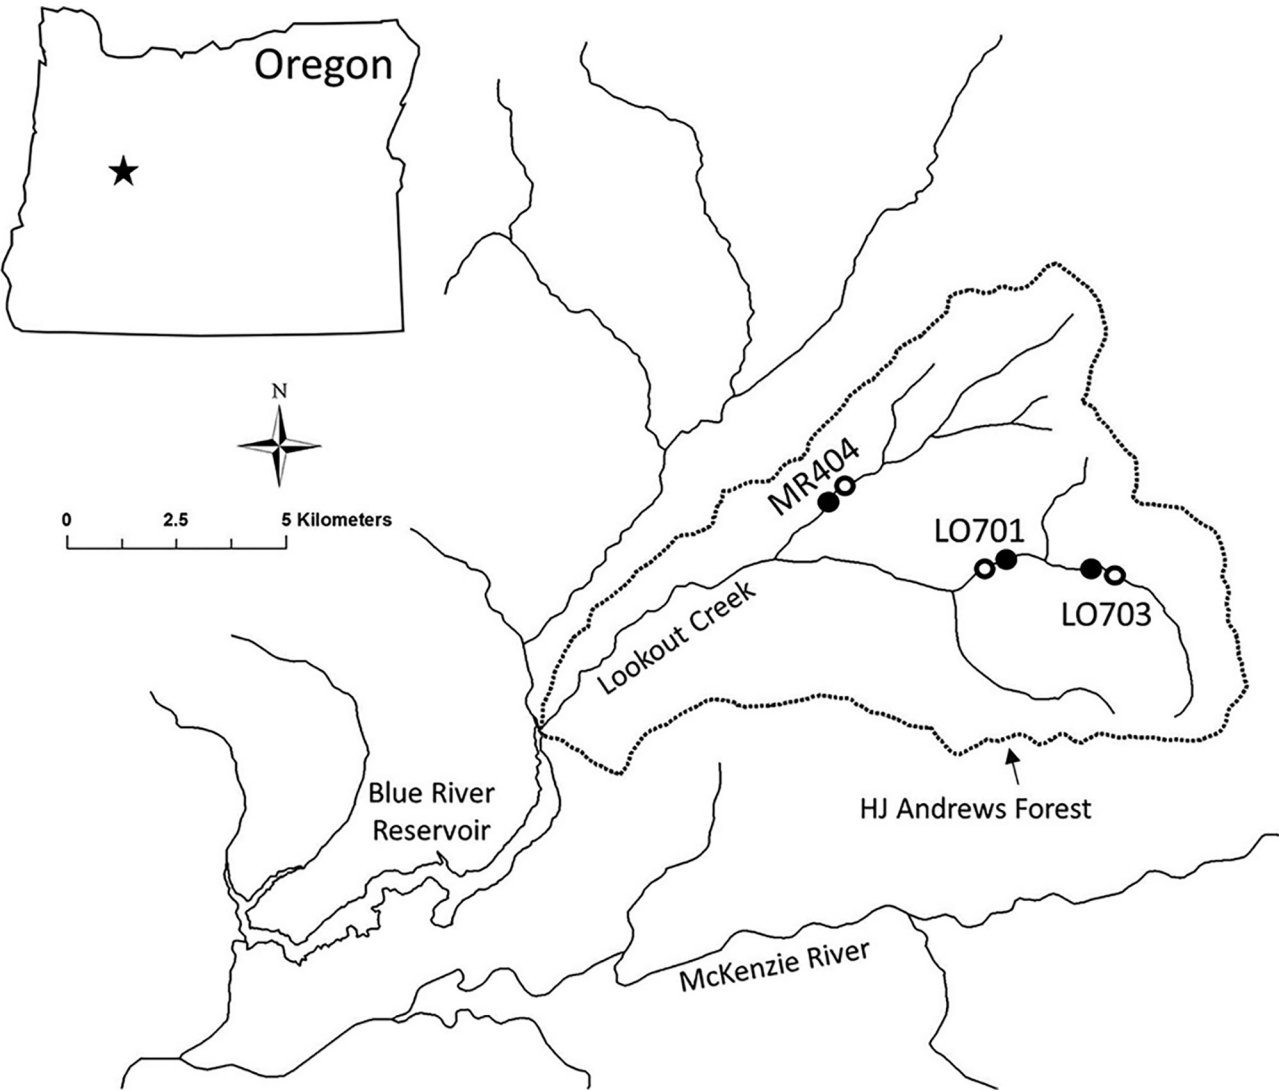 Oregon
N
0 2.5 5 Kilometers
MR404
LO701
LO703
Lookout Creek
HJ Andrews Forest
Blue River
Reservoir
McKenzie River